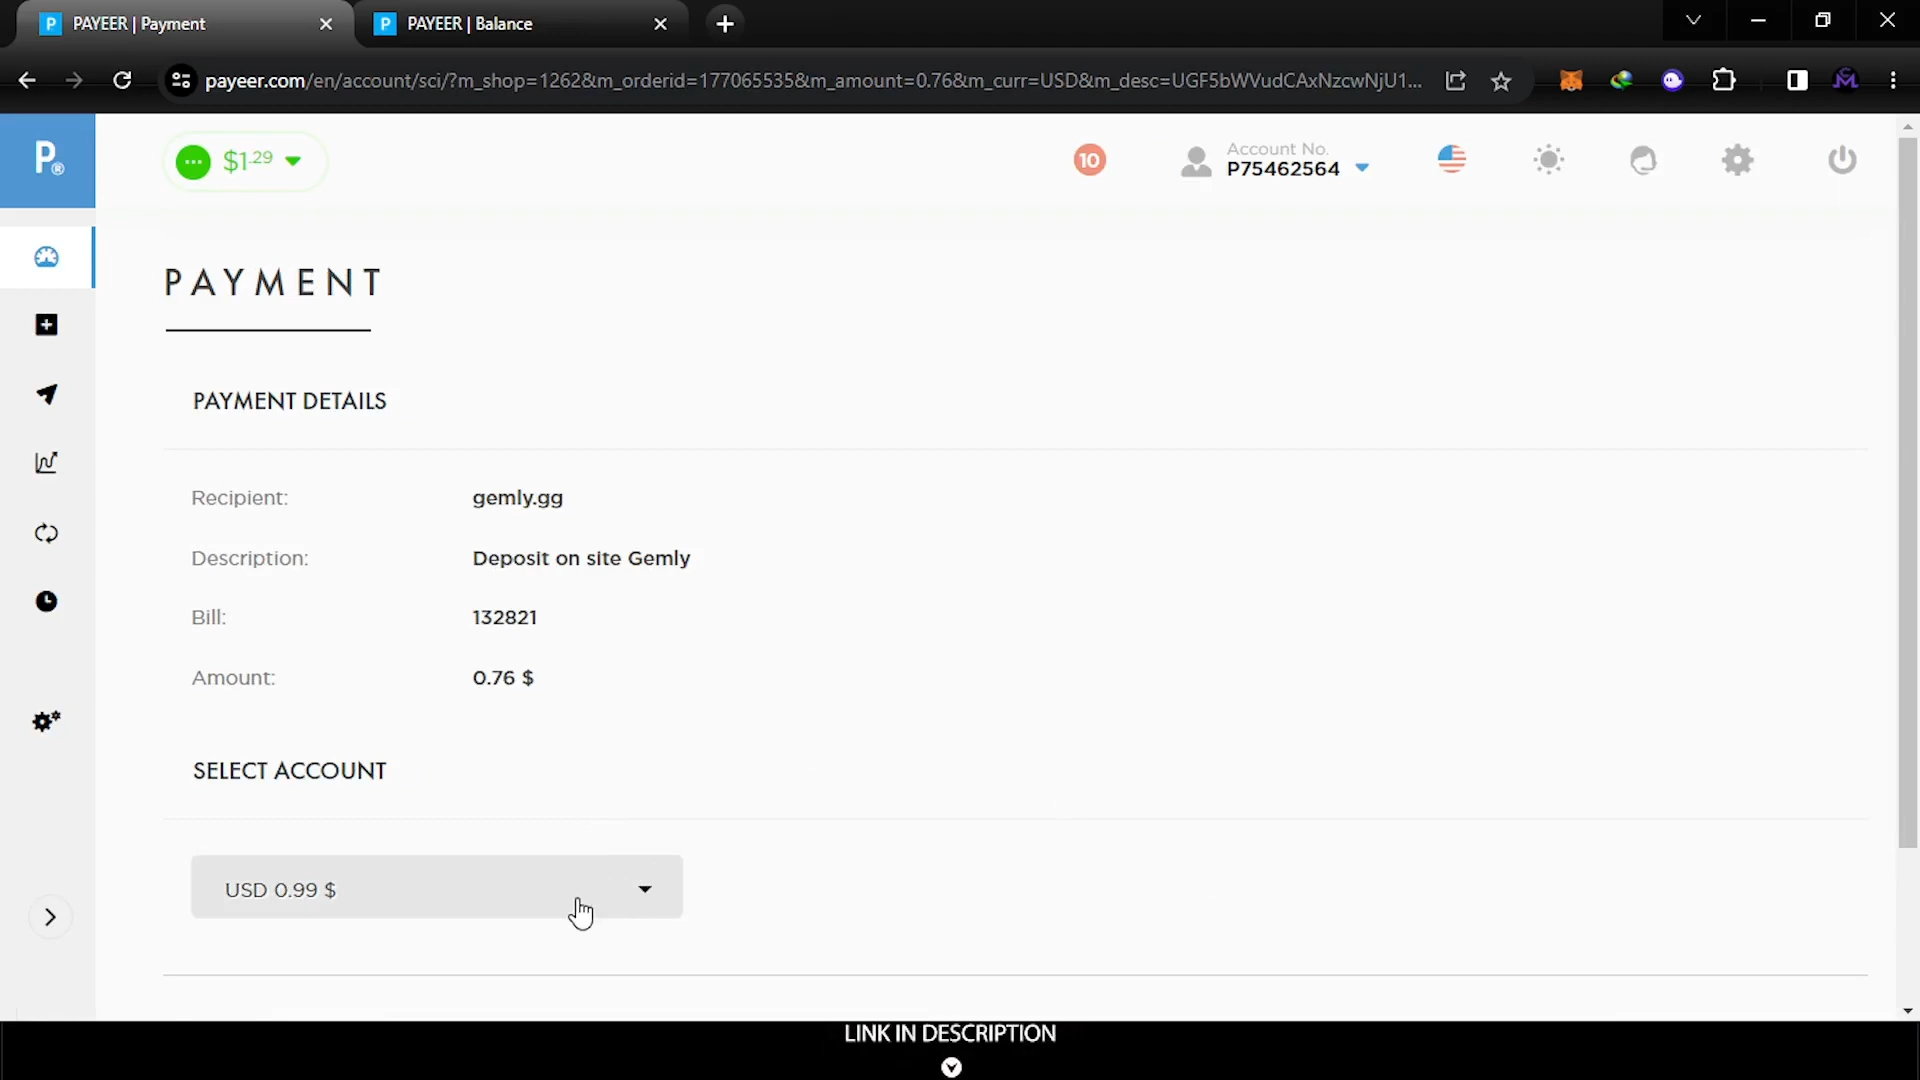 P PAYEER | Payment
P PAYEER | Balance
payeer.com/en/account/sci/?m_shop=1262&m_orderid=177065535&m_amount=0.76&m_curr=USD&m_desc=UGF5bWVudCAxNzcwNjU1...
P®
$1.29
10
Account No.
P75462564
PAYMENT
PAYMENT DETAILS
Recipient: gemly.gg
Description: Deposit on site Gemly
Bill: 132821
Amount: 0.76 $
SELECT ACCOUNT
USD 0.99 $
LINK IN DESCRIPTION